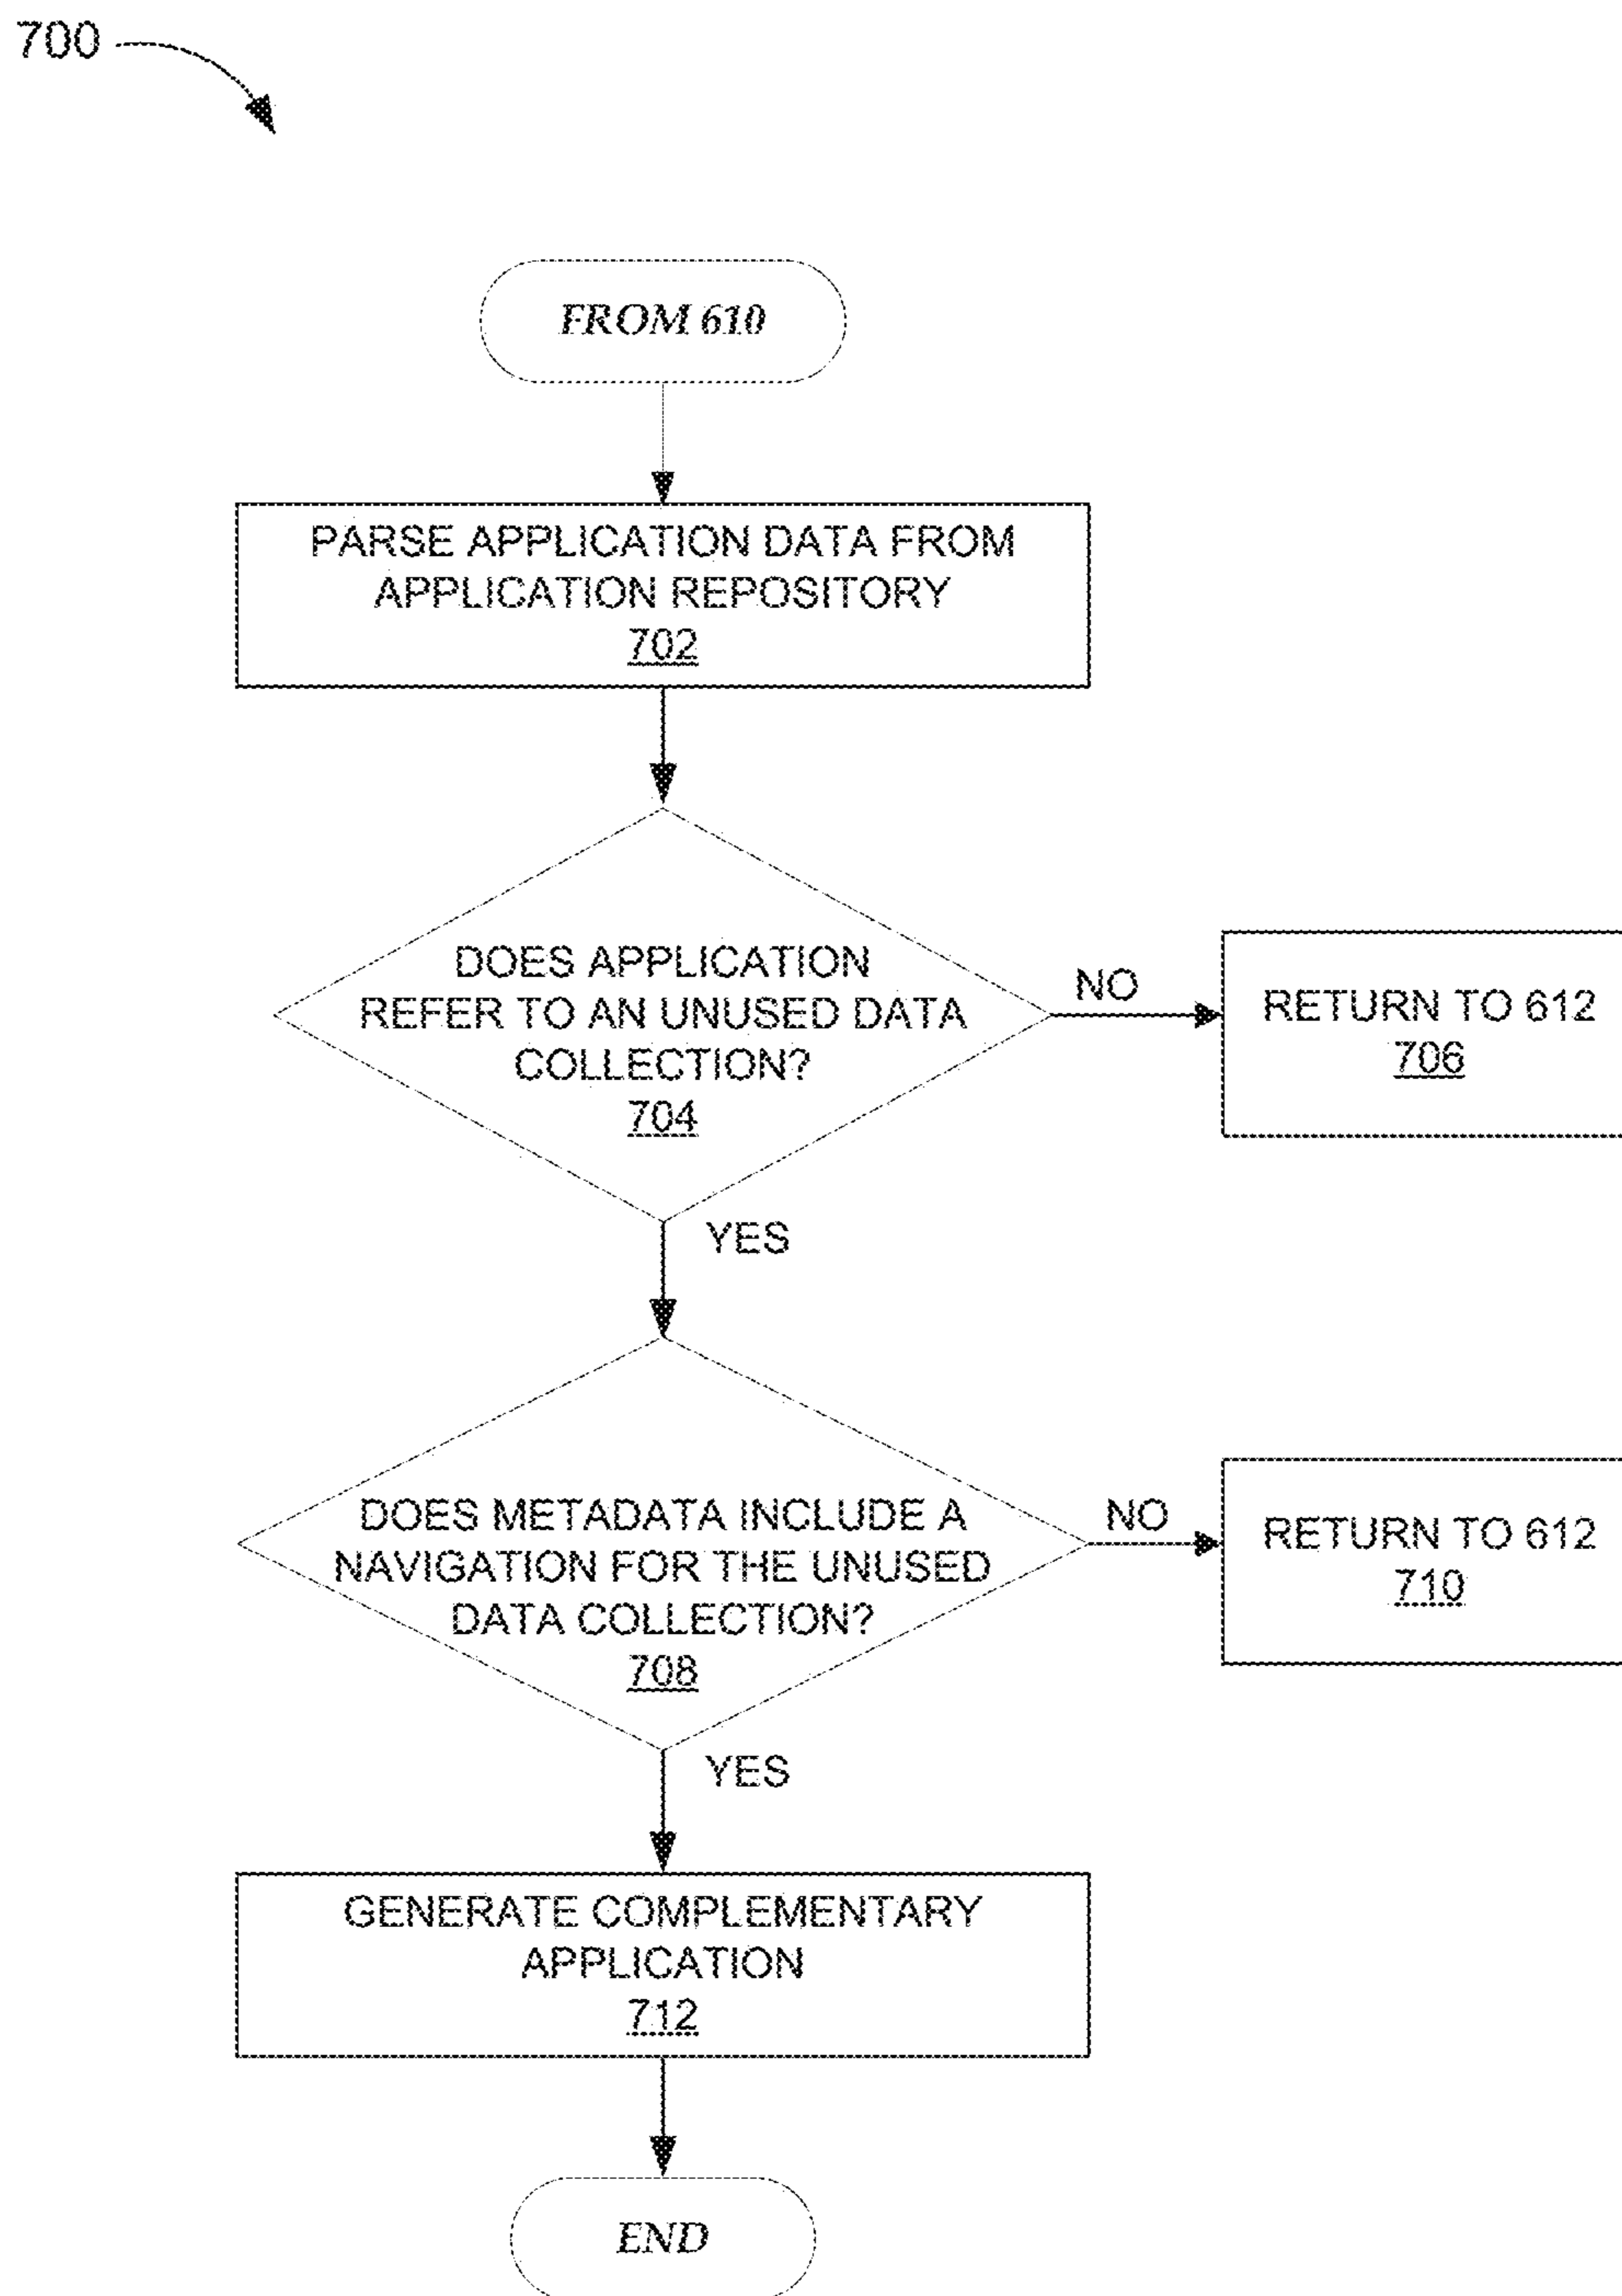 700
FROM 610
PARSE APPLICATION DATA FROM
APPLICATION REPOSITORY
702
DOES APPLICATION
REFER TO AN UNUSED DATA
COLLECTION?
704
NO
RETURN TO 612
706
YES
DOES METADATA INCLUDE A
NAVIGATION FOR THE UNUSED
DATA COLLECTION?
708
NO
RETURN TO 612
710
YES
GENERATE COMPLEMENTARY
APPLICATION
712
END